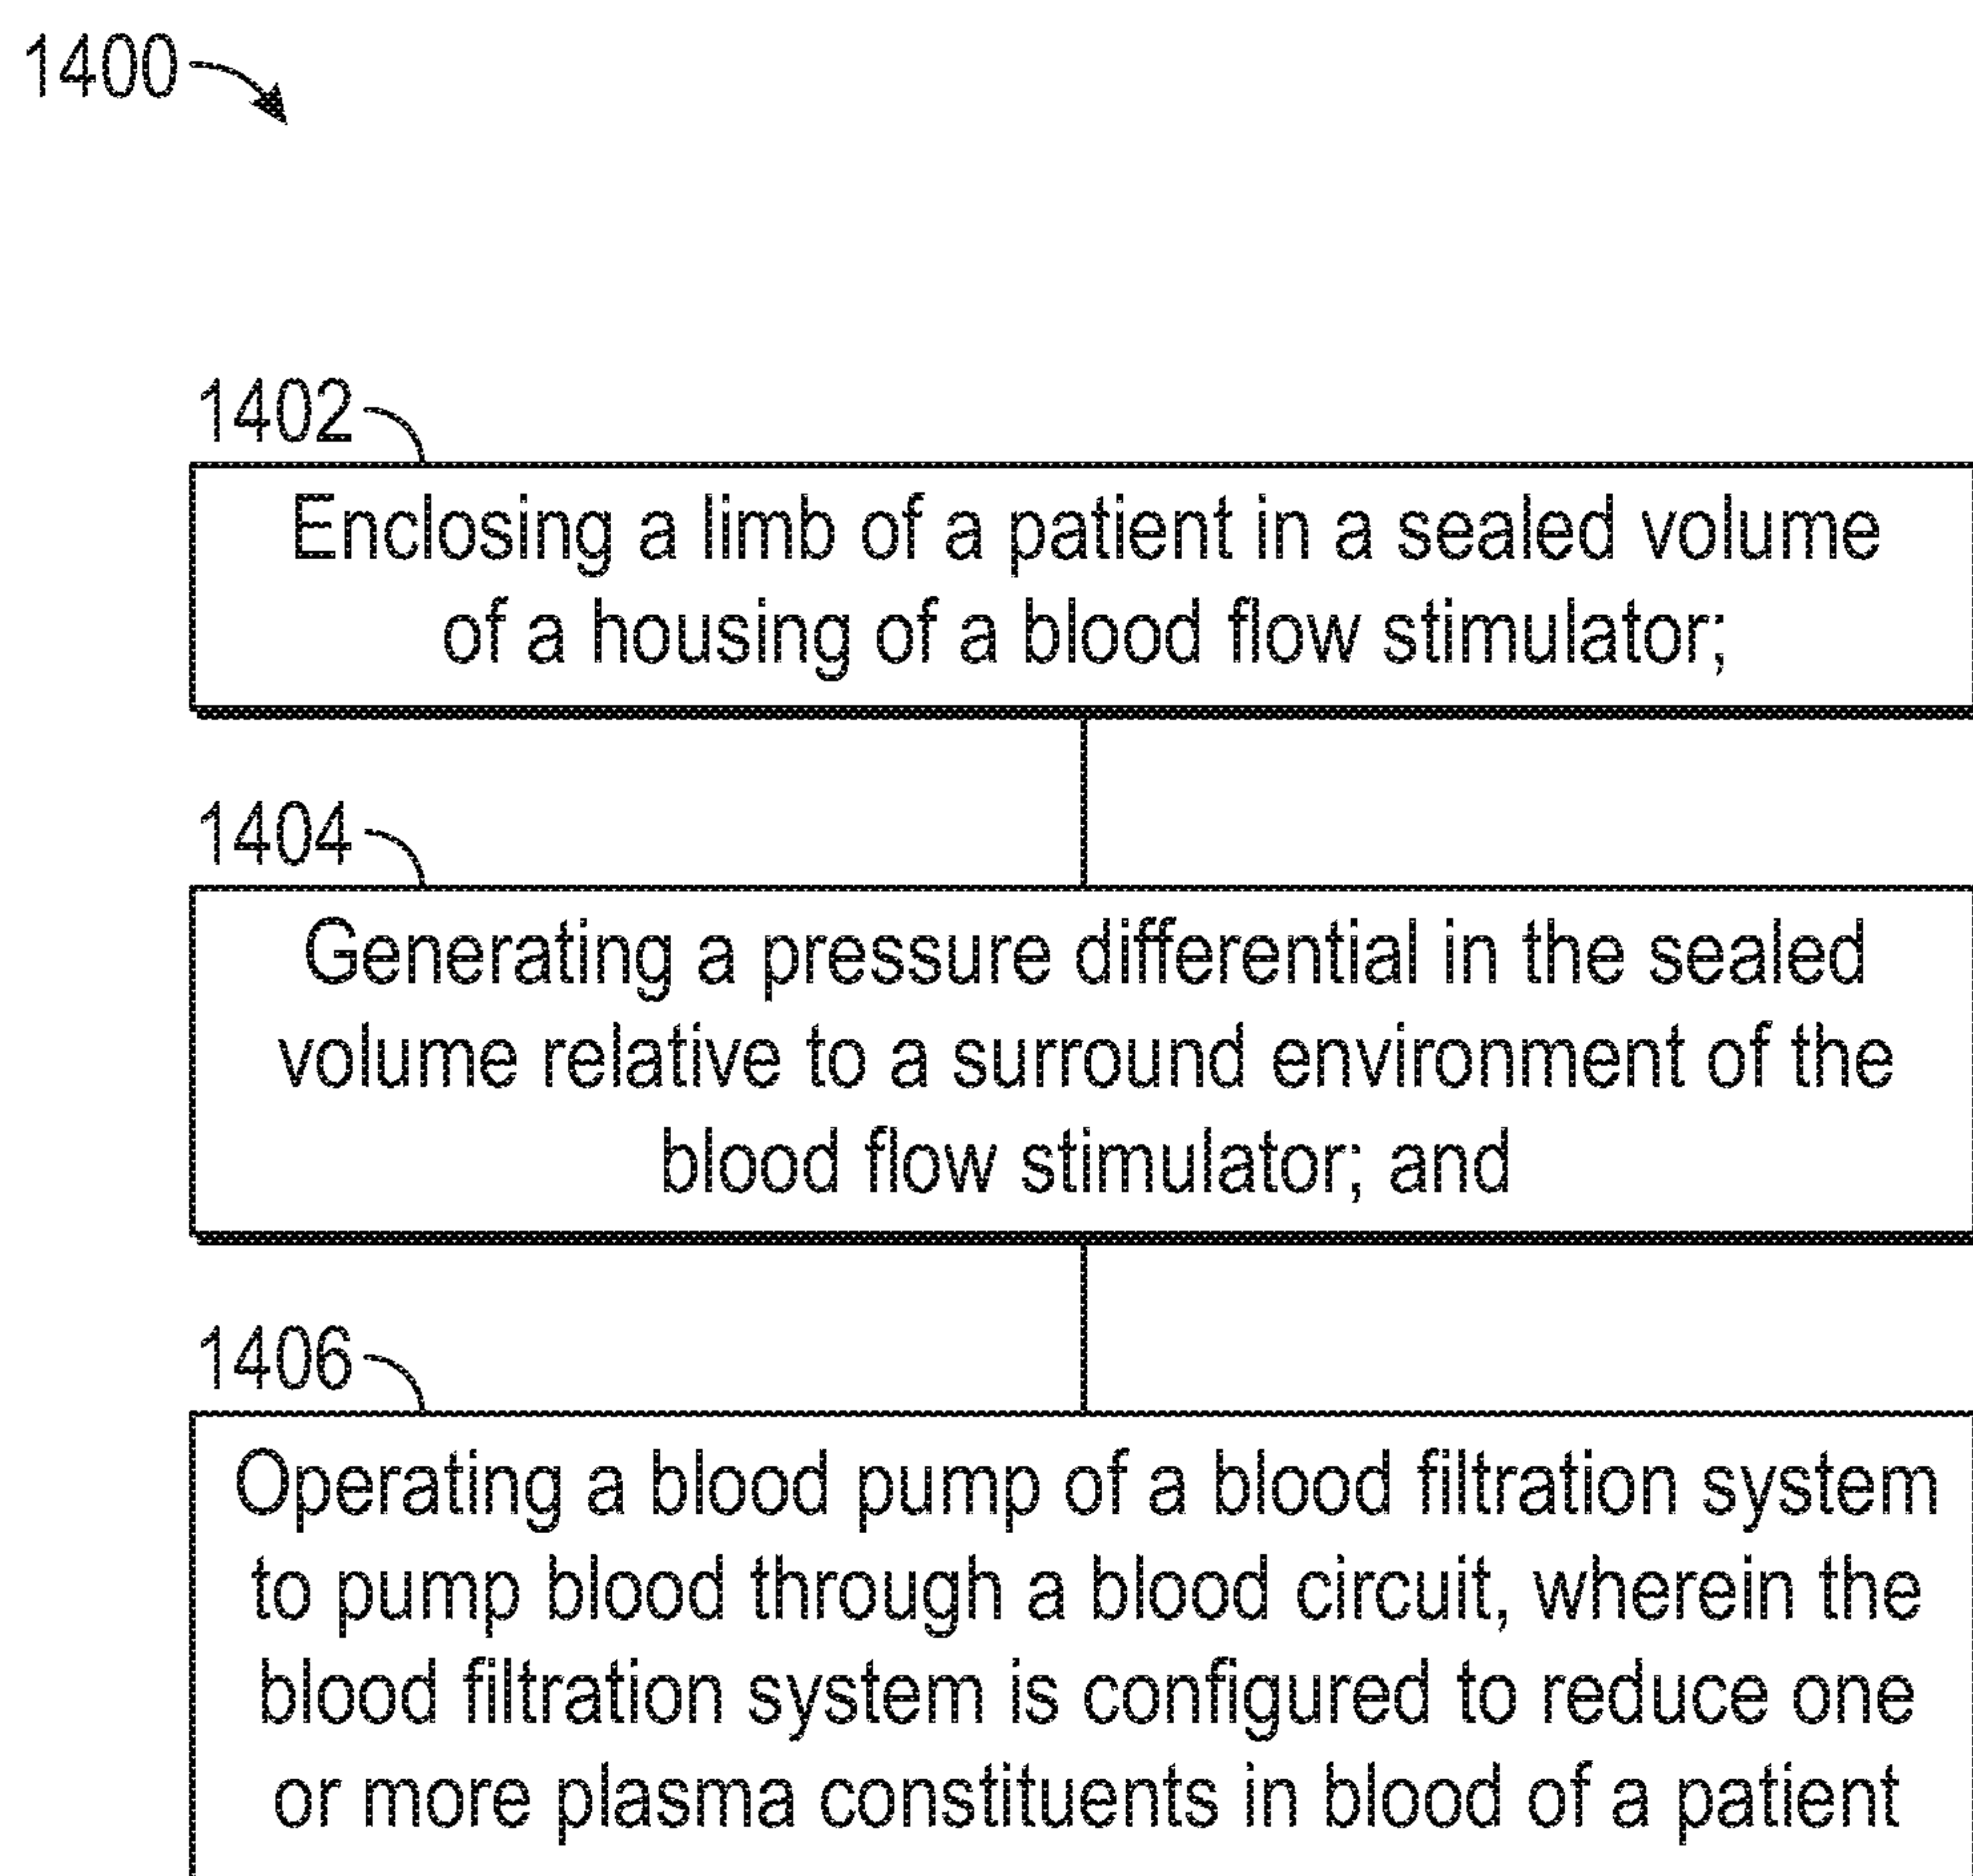 1400
1402
Enclosing a limb of a patient in a sealed volume
of a housing of a blood flow stimulator;
1404
Generating a pressure differential in the sealed
volume relative to a surround environment of the
blood flow stimulator; and
1406
Operating a blood pump of a blood filtration system
to pump blood through a blood circuit, wherein the
blood filtration system is configured to reduce one
or more plasma constituents in blood of a patient